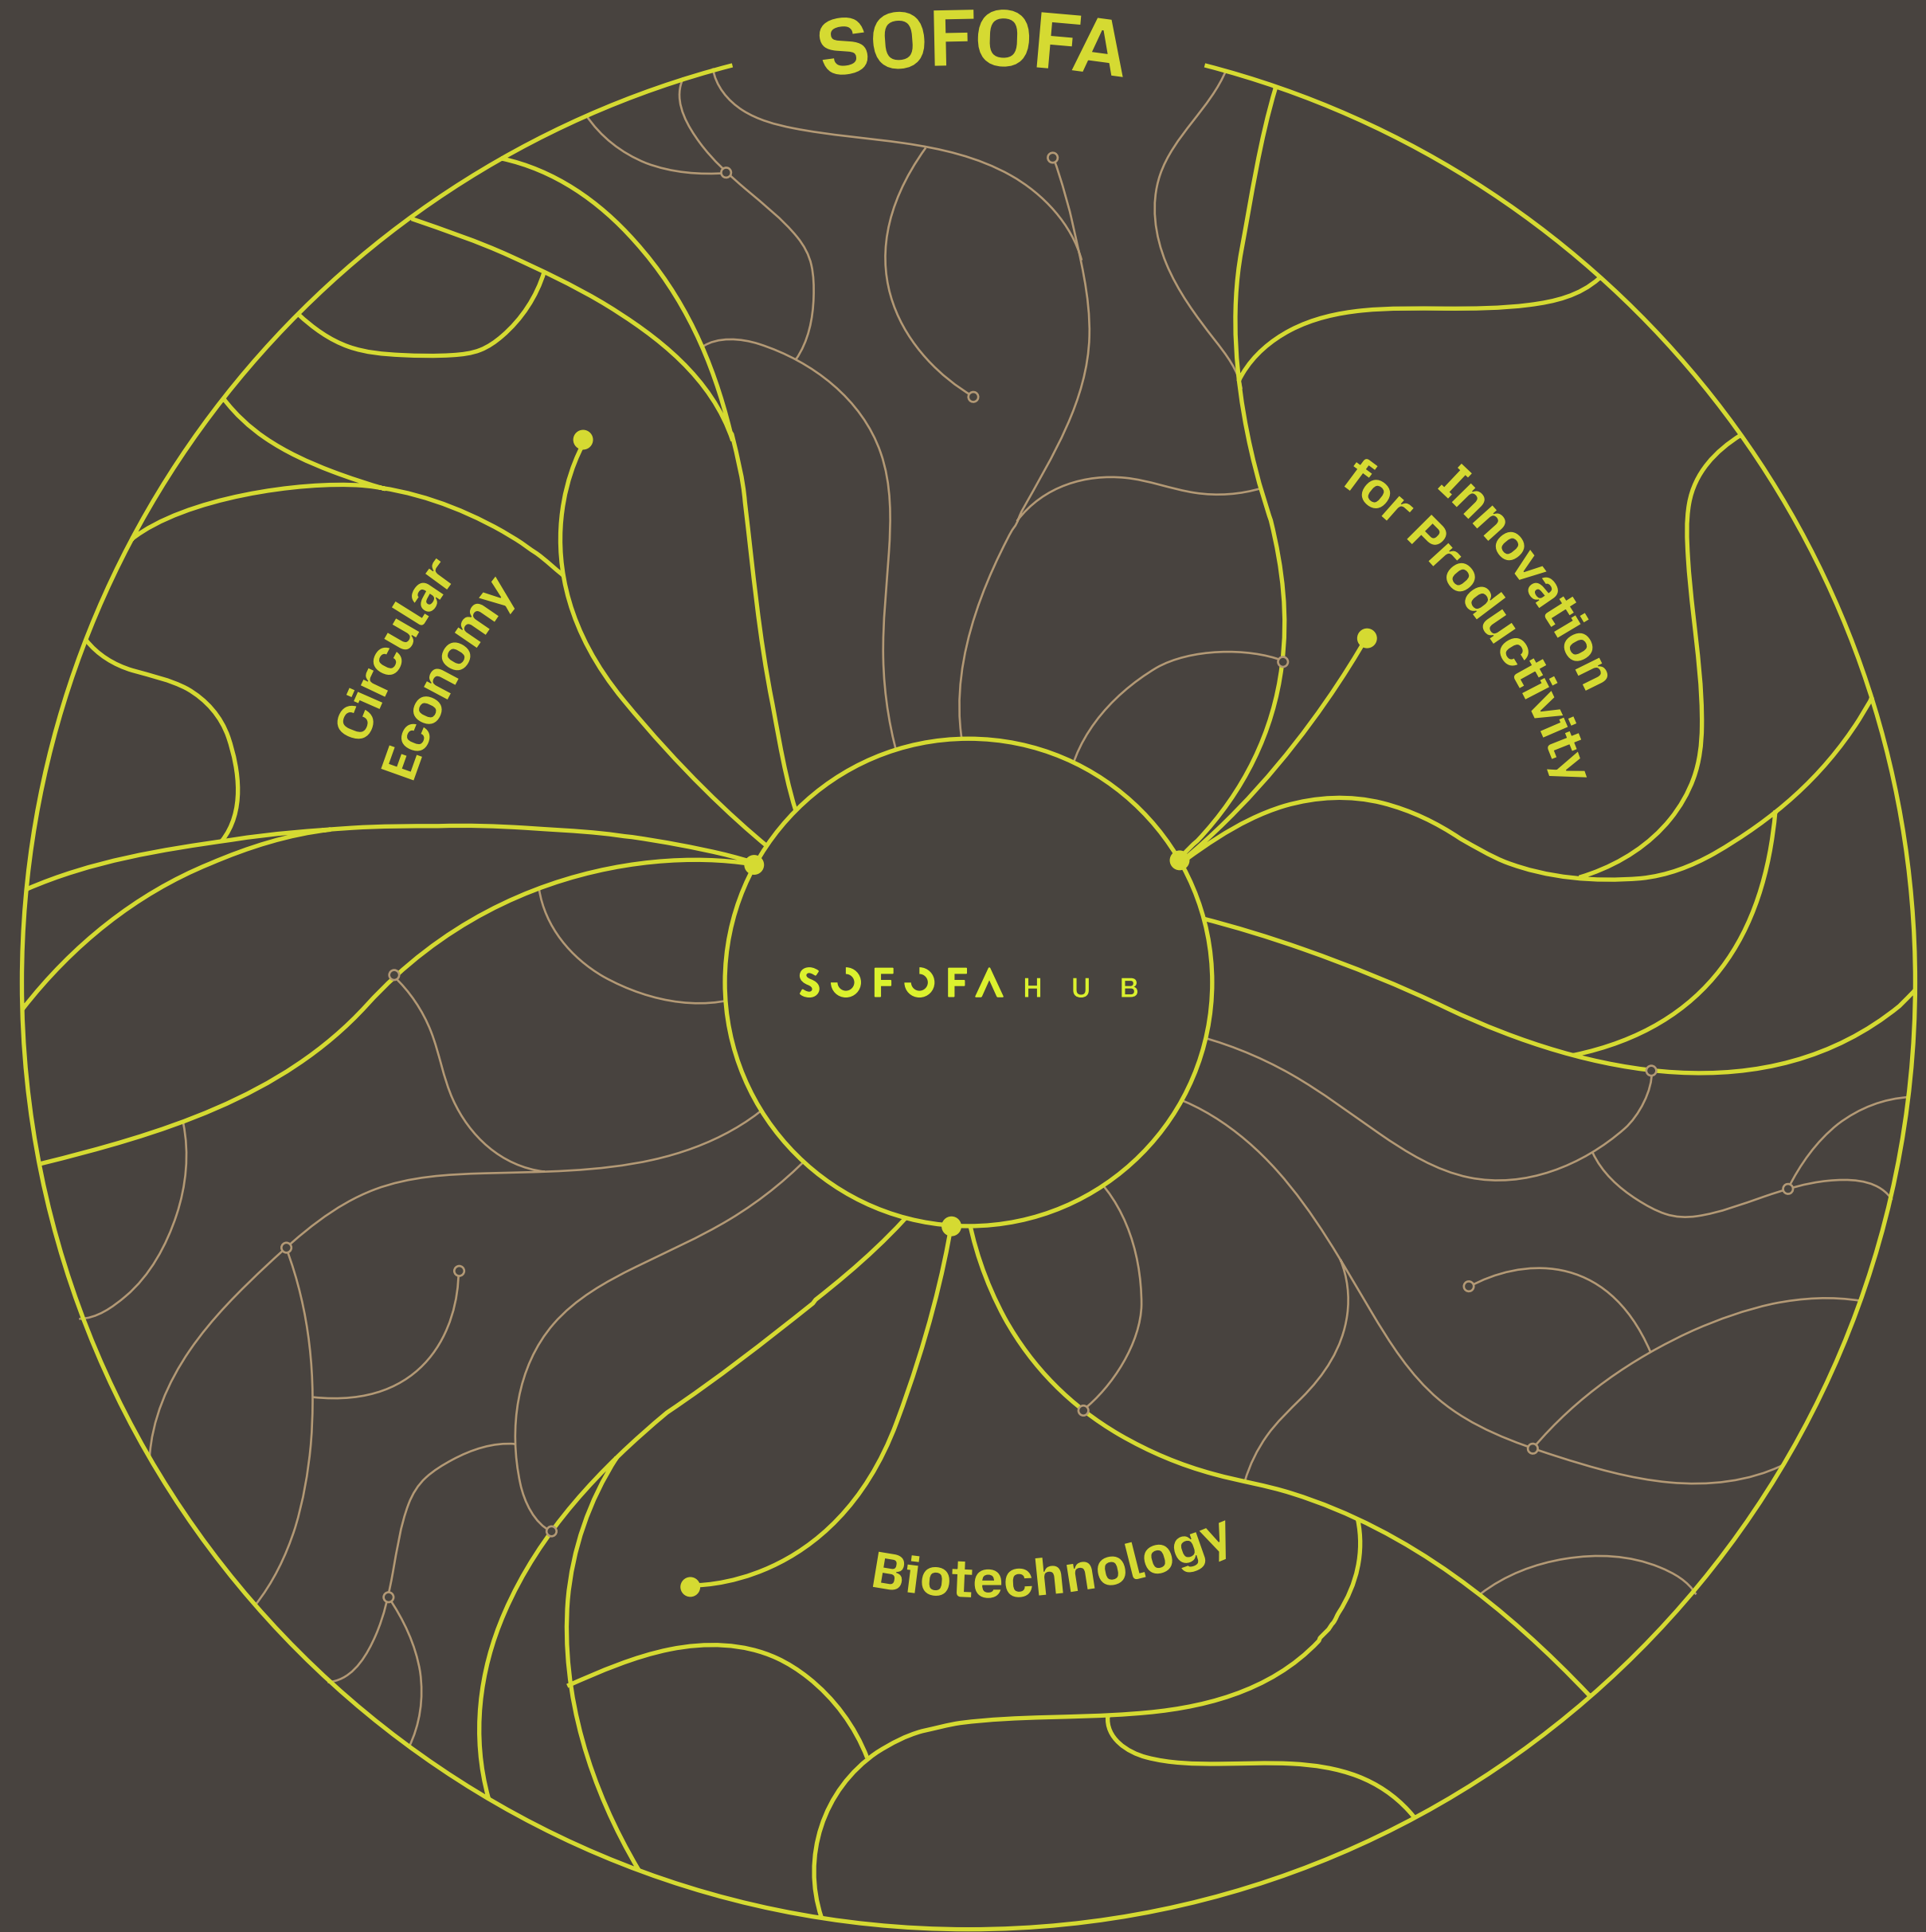 SOFOFA
Circular
Economy
Innovation
for Productivity
SOFOFA HUB
Biotechnology